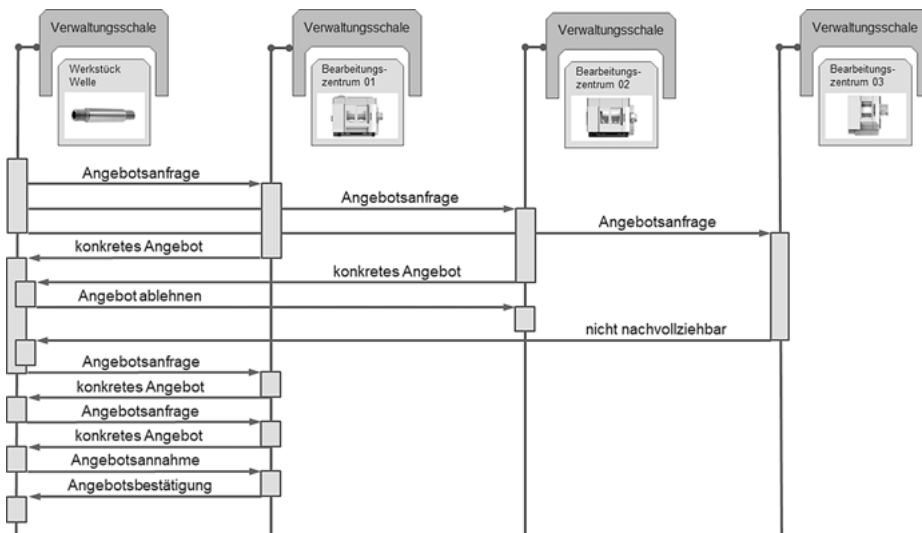 Verwaltungsschale
Verwaltungsschale
Verwaltungsschale
Verwaltungsschale
Werkstück
Welle
Bearbeitungs-
zentrum 01
Bearbeitungs-
zentrum 02
Bearbeitungs-
zentrum 03
Angebotsanfrage
Angebotsanfrage
Angebotsanfrage
konkretes Angebot
konkretes Angebot
Angebot ablehnen
nicht nachvollziehbar
Angebotsanfrage
konkretes Angebot
Angebotsanfrage
konkretes Angebot
Angebotsannahme
Angebotsbestätigung